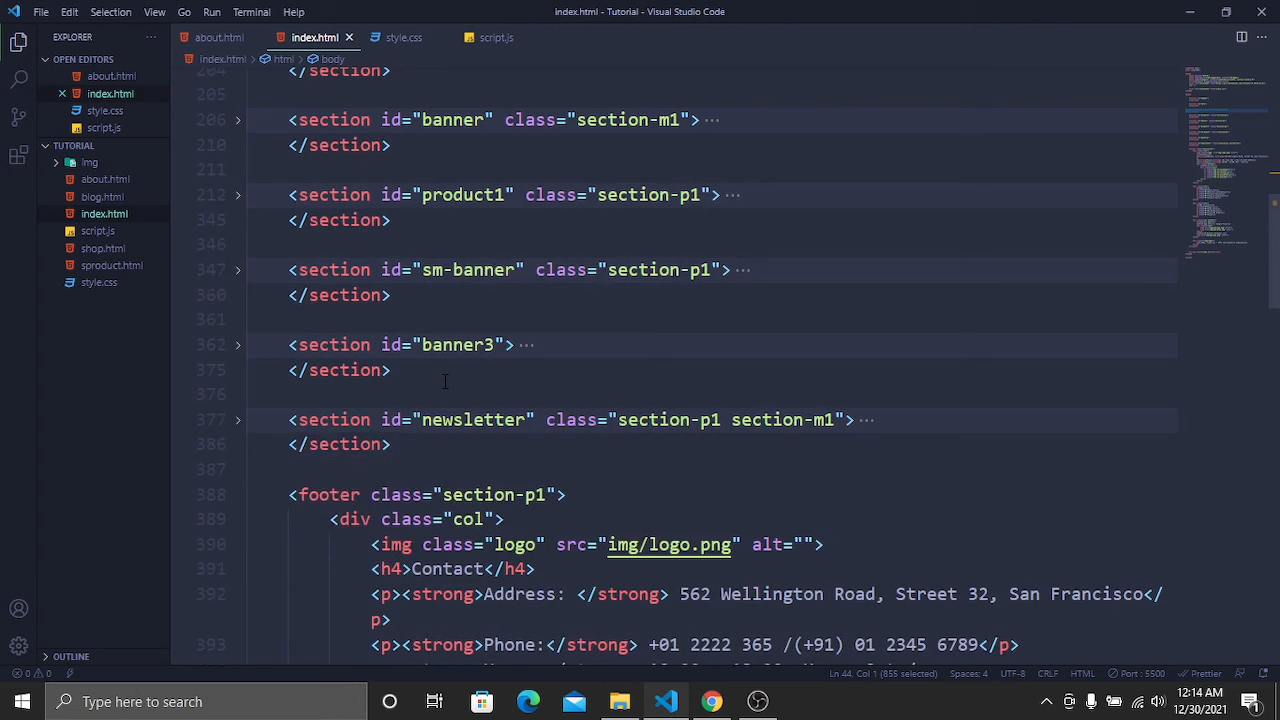 File Edit Selection View Go Run Terminal Help
index.html - Tutorial - Visual Studio Code
EXPLORER
about.html
index.html
style.css
script.js
index.html > html > body
OPEN EDITORS
about.html
index.html
style.css
script.js
TUTORIAL
img
about.html
blog.html
index.html
script.js
shop.html
sproduct.html
style.css
OUTLINE
204 </section>
205
206 <section id="banner" class="section-m1"> ...
210 </section>
211
212 <section id="product1" class="section-p1"> ...
345 </section>
346
347 <section id="sm-banner" class="section-p1"> ...
360 </section>
361
362 <section id="banner3"> ...
375 </section>
376
377 <section id="newsletter" class="section-p1 section-m1"> ...
386 </section>
387
388 <footer class="section-p1">
389 <div class="col">
390 <img class="logo" src="img/logo.png" alt="">
391 <h4>Contact</h4>
392 <p><strong>Address: </strong> 562 Wellington Road, Street 32, San Francisco</
p>
393 <p><strong>Phone:</strong> +01 2222 365 /(+91) 01 2345 6789</p>
0 0
Ln 44, Col 1 (855 selected) Spaces: 4 UTF-8 CRLF HTML Port : 5500 Prettier
Type here to search
14 AM
12/30/2021
1